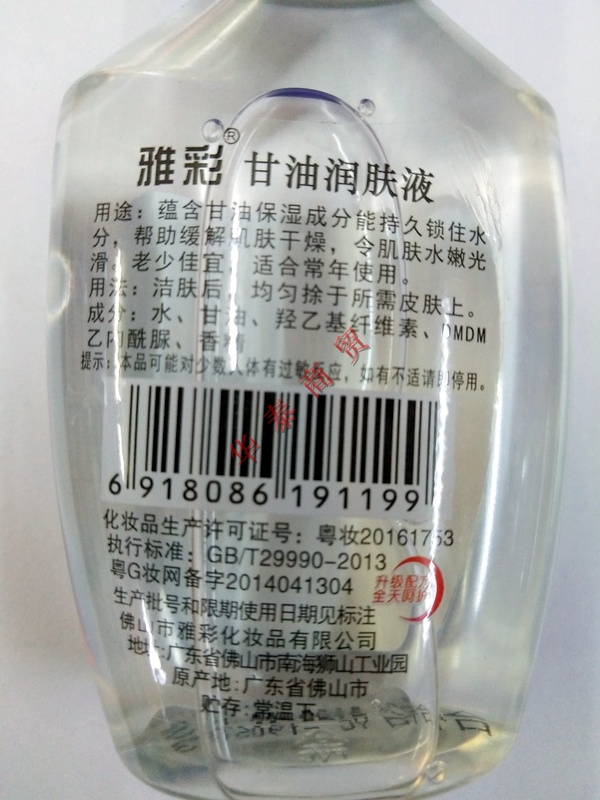 雅彩® 甘油润肤液
用途：蕴含甘油保湿成分能持久锁住水
分，帮助缓解肌肤干燥，令肌肤水嫩光
滑。老少佳宜，适合常年使用。
用法：洁肤后，均匀捺于所需皮肤上。
成分：水、甘油、羟乙基纤维素、DMDM
乙内酰脲、香精
提示：本品可能对少数人体有过敏反应，如有不适请即停用。
华泰商贸
6 918086 191199
化妆品生产许可证号：粤妆20161753
执行标准：GB/T29990-2013
粤G妆网备字2014041304
升级配方
全天呵护
生产批号和限期使用日期见标注
佛山市雅彩化妆品有限公司
地址：广东省佛山市南海狮山工业园
原产地：广东省佛山市
贮存：常温下